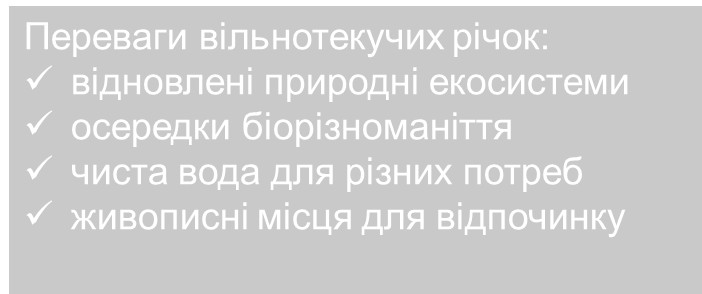 Переваги вільнотекучих річок:
✓ відновлені природні екосистеми
✓ осередки біорізноманіття
✓ чиста вода для різних потреб
✓ живописні місця для відпочинку